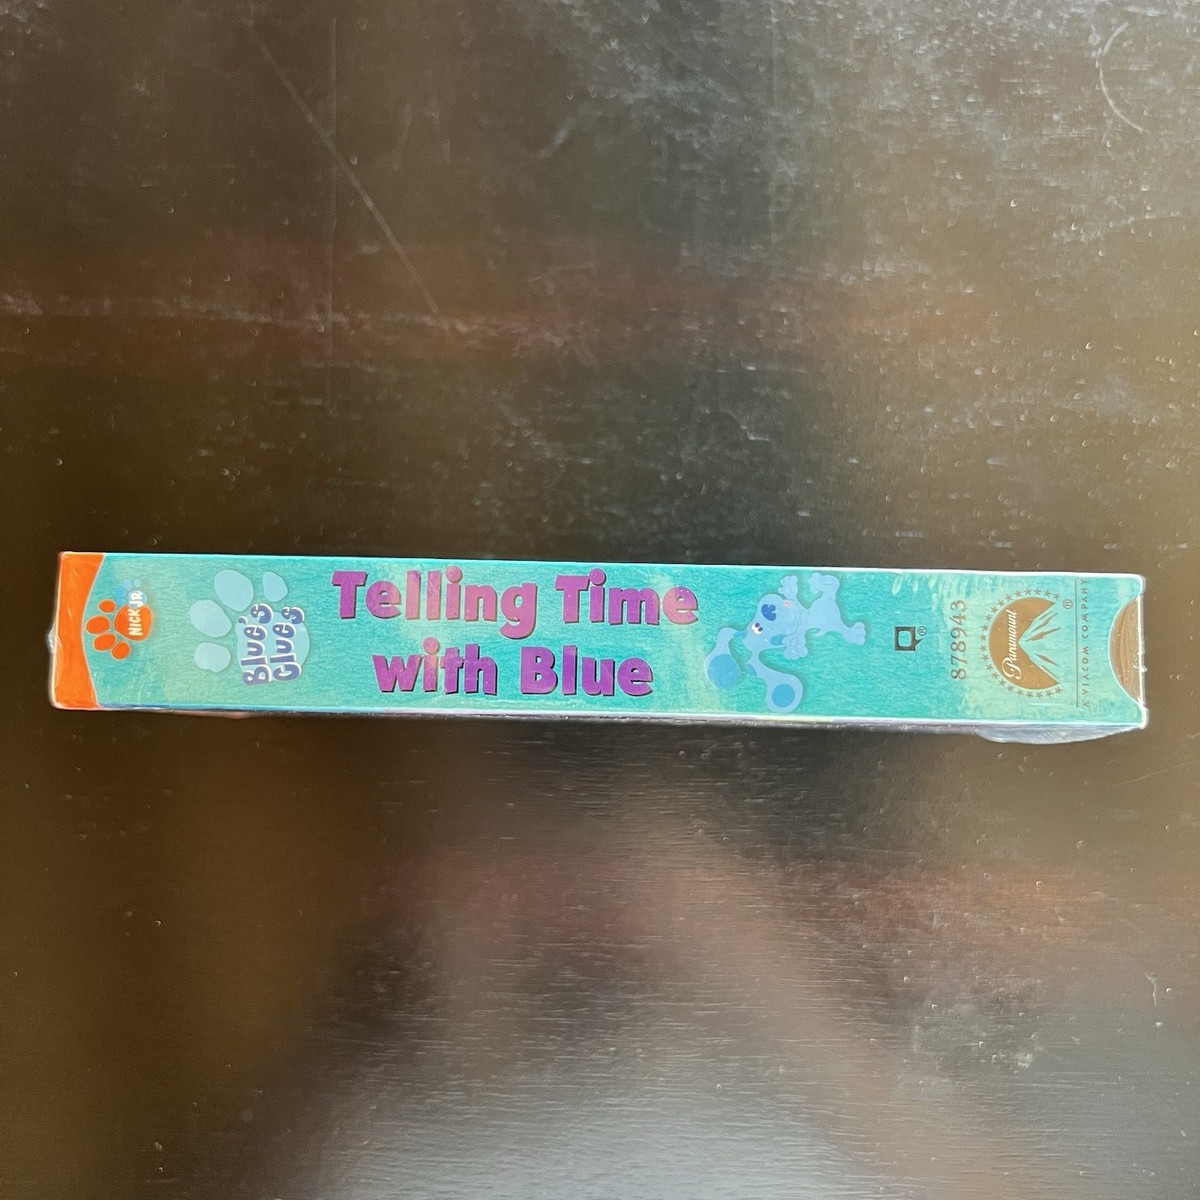 NICK JR.
Blue's
Clues
Telling Time
with Blue
®
878943
Paramount
®
A VIACOM COMPANY